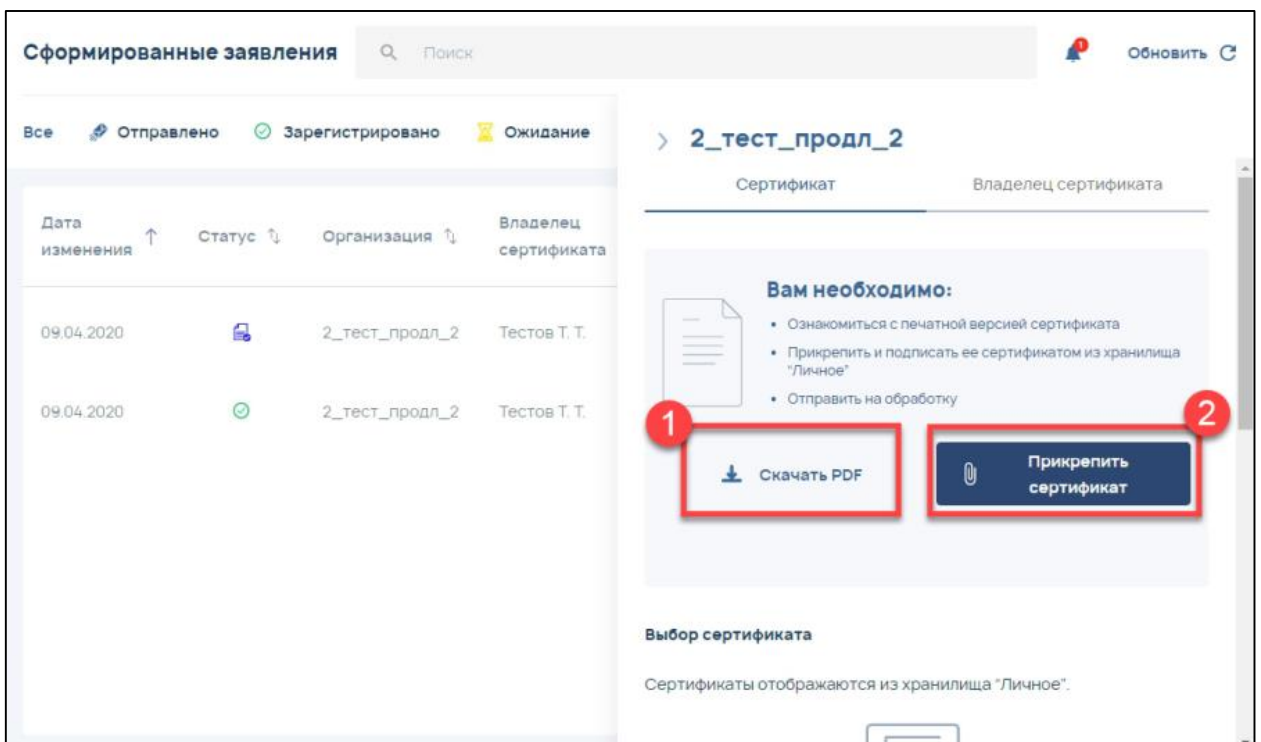 Сформированные заявления
Поиск
1
Обновить
Все
Отправлено
Зарегистрировано
Ожидание
Дата изменения
Статус
Организация
Владелец сертификата
09.04.2020
2_тест_продл_2
Тестов Т. Т.
09.04.2020
2_тест_продл_2
Тестов Т. Т.
2_тест_продл_2
Сертификат
Владелец сертификата
Вам необходимо:
• Ознакомиться с печатной версией сертификата
• Прикрепить и подписать ее сертификатом из хранилища
"Личное"
• Отправить на обработку
1
Скачать PDF
2
Прикрепить
сертификат
Выбор сертификата
Сертификаты отображаются из хранилища "Личное".